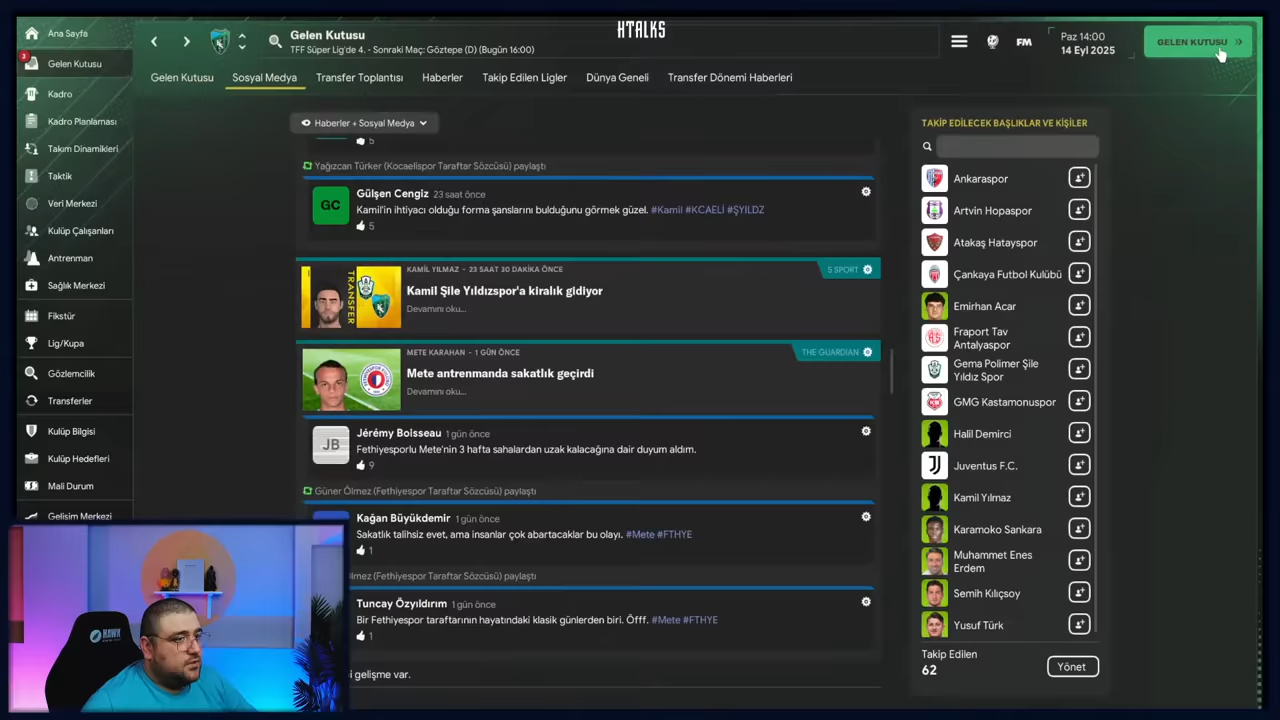 HTALKS
Ana Sayfa
3
Gelen Kutusu
Kadro
Kadro Planlaması
Takım Dinamikleri
Taktik
Veri Merkezi
Kulüp Çalışanları
Antrenman
Sağlık Merkezi
Fikstür
Lig/Kupa
Gözlemcilik
Transferler
Kulüp Bilgisi
Kulüp Hedefleri
Mali Durum
Gelişim Merkezi
Gelen Kutusu
TFF Süper Lig'de 4. - Sonraki Maç: Göztepe (D) (Bugün 16:00)
FM
Paz 14:00
14 Eyl 2025
GELEN KUTUSU
Gelen Kutusu
Sosyal Medya
Transfer Toplantısı
Haberler
Takip Edilen Ligler
Dünya Geneli
Transfer Dönemi Haberleri
Haberler + Sosyal Medya
5
Yağızcan Türker (Kocaelispor Taraftar Sözcüsü) paylaştı
GC
Gülşen Cengiz 23 saat önce
Kamil'in ihtiyacı olduğu forma şanslarını bulduğunu görmek güzel. #Kamil #KCAELİ #ŞYILDZ
5
TRANSFER
KAMİL YILMAZ - 23 SAAT 30 DAKİKA ÖNCE
5 SPORT
Kamil Şile Yıldızspor'a kiralık gidiyor
Devamını oku...
METE KARAHAN - 1 GÜN ÖNCE
THE GUARDIAN
Mete antrenmanda sakatlık geçirdi
Devamını oku...
JB
Jérémy Boisseau 1 gün önce
Fethiyesporlu Mete'nin 3 hafta sahalardan uzak kalacağına dair duyum aldım.
9
Güner Ölmez (Fethiyespor Taraftar Sözcüsü) paylaştı
Kağan Büyükdemir 1 gün önce
Sakatlık talihsiz evet, ama insanlar çok abartacaklar bu olayı. #Mete #FTHYE
1
lmez (Fethiyespor Taraftar Sözcüsü) paylaştı
Tuncay Özyıldırım 1 gün önce
Bir Fethiyespor taraftarının hayatındaki klasik günlerden biri. Öfff. #Mete #FTHYE
1
i gelişme var.
TAKİP EDİLECEK BAŞLIKLAR VE KİŞİLER
Ankaraspor
Artvin Hopaspor
Atakaş Hatayspor
Çankaya Futbol Kulübü
Emirhan Acar
Fraport Tav
Antalyaspor
Gema Polimer Şile
Yıldız Spor
GMG Kastamonuspor
Halil Demirci
Juventus F.C.
Kamil Yılmaz
Karamoko Sankara
Muhammet Enes
Erdem
Semih Kılıçsoy
Yusuf Türk
Takip Edilen
62
Yönet
HAWK